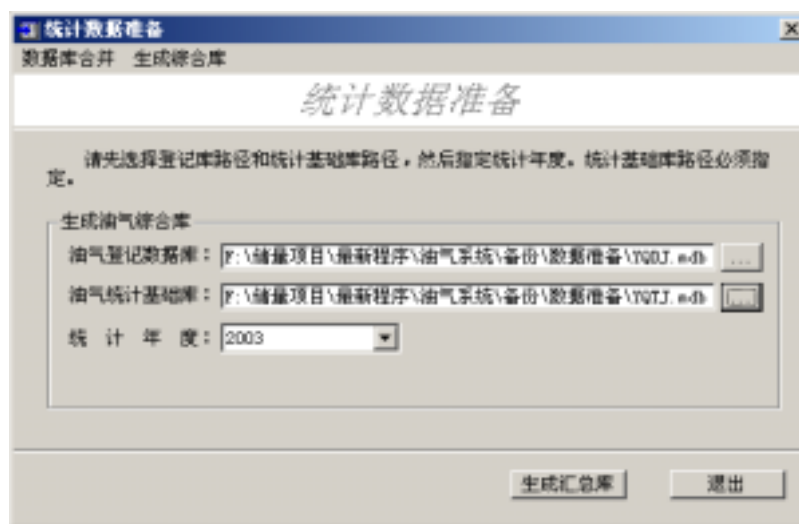 统计数据准备
数据库合并 生成综合库
统计数据准备
请先选择登记库路径和统计基础库路径，然后指定统计年度。统计基础库路径必须指
定。
生成油气综合库
油气登记数据库： F:\储量项目\最新程序\油气系统\备份\数据准备\YQDJ.mdb ...
油气统计基础库： F:\储量项目\最新程序\油气系统\备份\数据准备\YQTJ.mdb ...
统 计 年 度： 2003
生成汇总库 退出